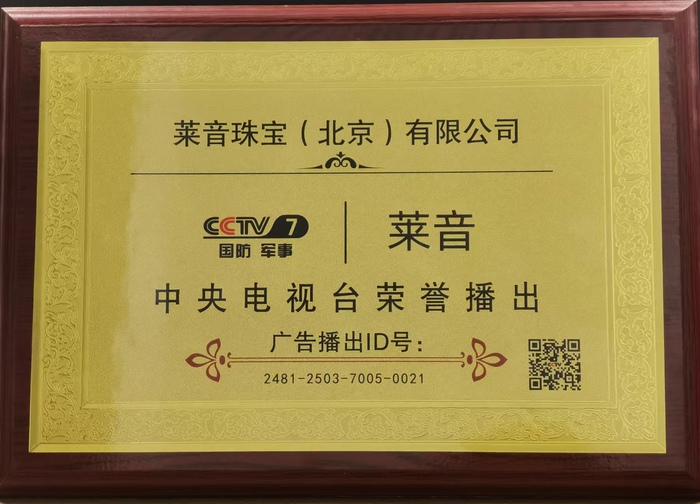 莱音珠宝（北京）有限公司
CCTV 7
国防 军事
莱音
中央电视台荣誉播出
广告播出ID号：
2481-2503-7005-0021